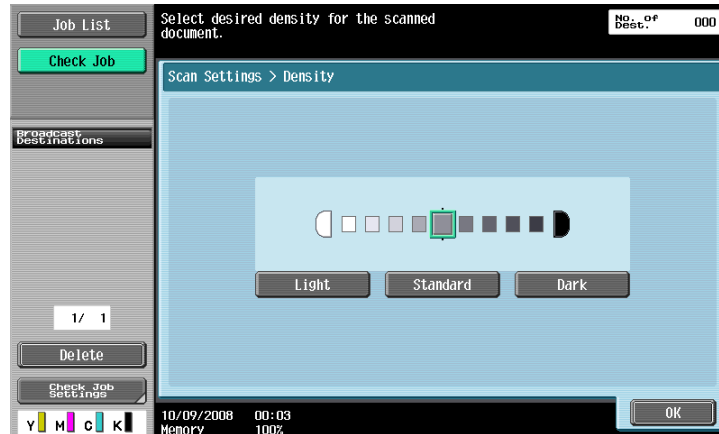 Job List
Check Job
Broadcast
Destinations
1/ 1
Delete
Check Job
Settings
Y M C K
Select desired density for the scanned
document.
No. of
Dest. 000
Scan Settings > Density
Light Standard Dark
OK
10/09/2008 00:03
Memory 100%